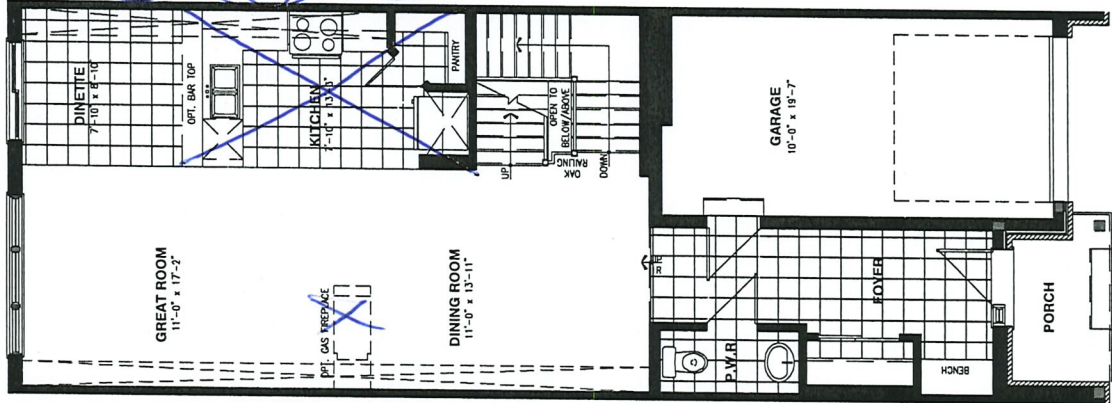 DINETTE
7'-10" x 8'-10"
OPT. BAR TOP
KITCHEN
PANTRY
OPEN TO
BELOW/ABOVE
OAK
RAILING
UP
DOWN
GARAGE
10'-0" x 19'-7"
GREAT ROOM
11'-0" x 17'-2"
OPT. GAS FIREPLACE
DINING ROOM
11'-0" x 13'-11"
R
P.W.R
FOYER
BENCH
PORCH